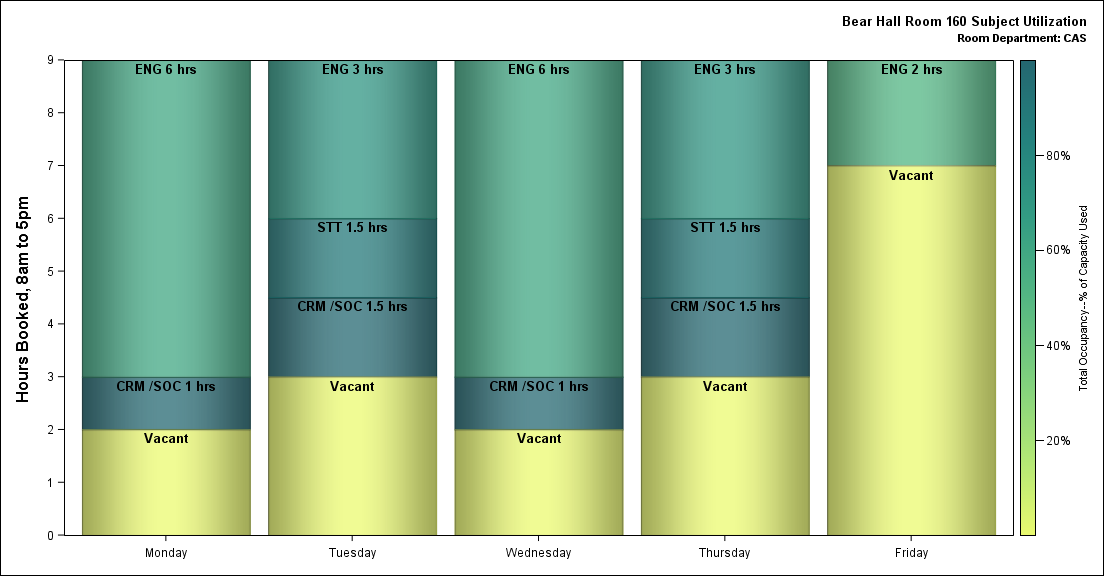 Bear Hall Room 160 Subject Utilization
Room Department: CAS
Hours Booked, 8am to 5pm
9
8
7
6
5
4
3
2
1
0
ENG 6 hrs
CRM /SOC 1 hrs
Vacant
Monday
ENG 3 hrs
STT 1.5 hrs
CRM /SOC 1.5 hrs
Vacant
Tuesday
ENG 6 hrs
CRM /SOC 1 hrs
Vacant
Wednesday
ENG 3 hrs
STT 1.5 hrs
CRM /SOC 1.5 hrs
Vacant
Thursday
ENG 2 hrs
Vacant
Friday
80%
60%
40%
20%
Total Occupancy--% of Capacity Used